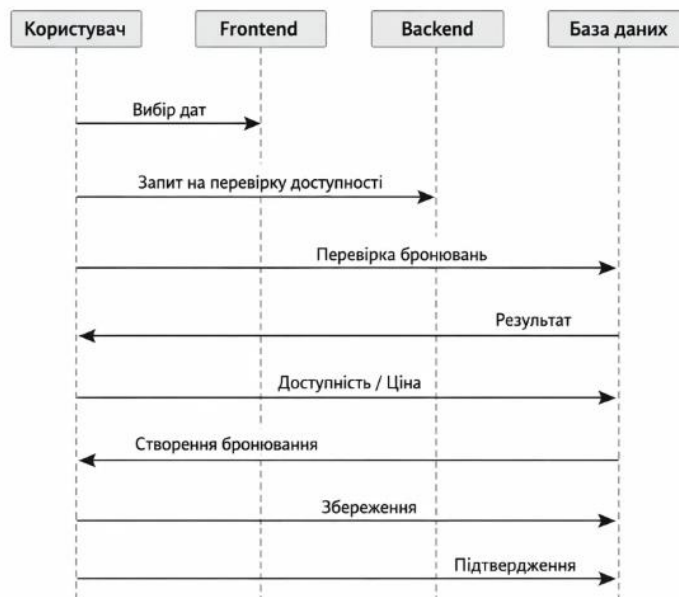 Користувач
Frontend
Backend
База даних
Вибір дат
Запит на перевірку доступності
Перевірка бронювань
Результат
Доступність / Ціна
Створення бронювання
Збереження
Підтвердження